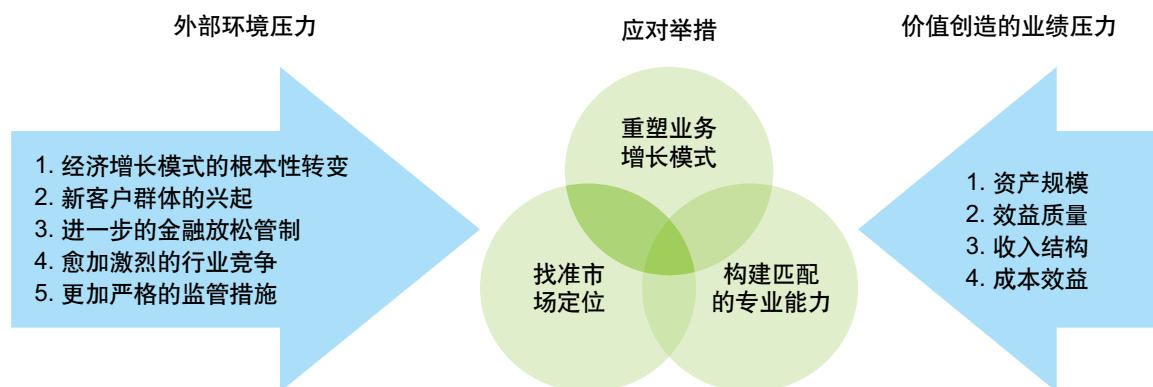 外部环境压力
应对举措
价值创造的业绩压力
1. 经济增长模式的根本性转变
2. 新客户群体的兴起
3. 进一步的金融放松管制
4. 愈加激烈的行业竞争
5. 更加严格的监管措施
重塑业务
增长模式
找准市
场定位
构建匹配
的专业能力
1. 资产规模
2. 效益质量
3. 收入结构
4. 成本效益